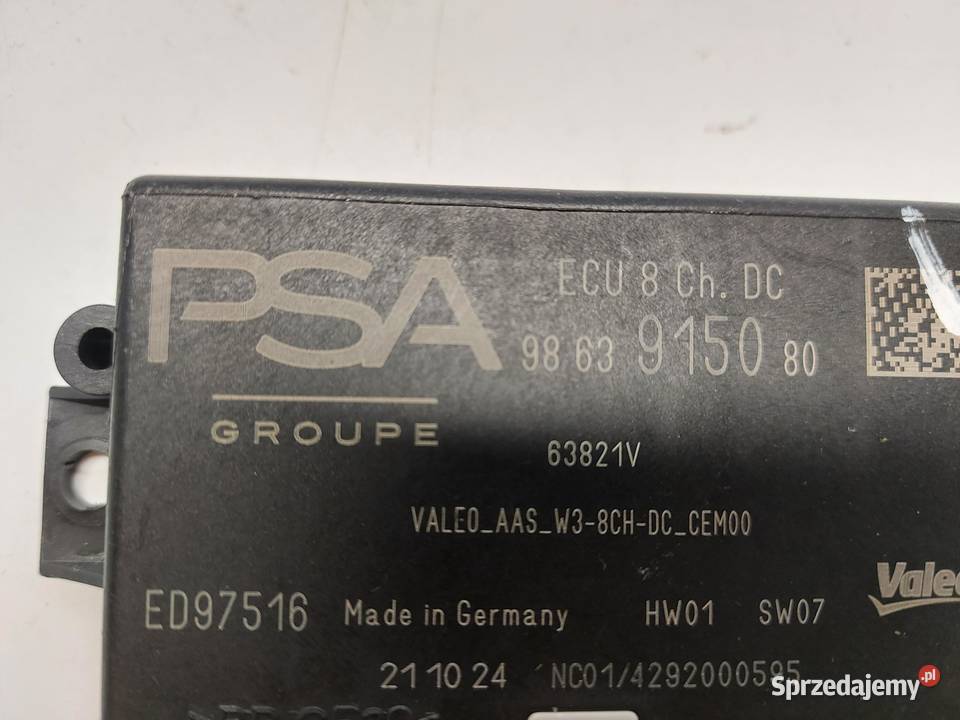 PSA
GROUPE
ECU 8 Ch. DC
98 63 9150 80
63821V
VALEO_AAS_W3-8CH-DC_CEM00
Valeo
ED97516 Made in Germany HW01 SW07
21 10 24 NC01/4292000585
Sprzedajemy.pl